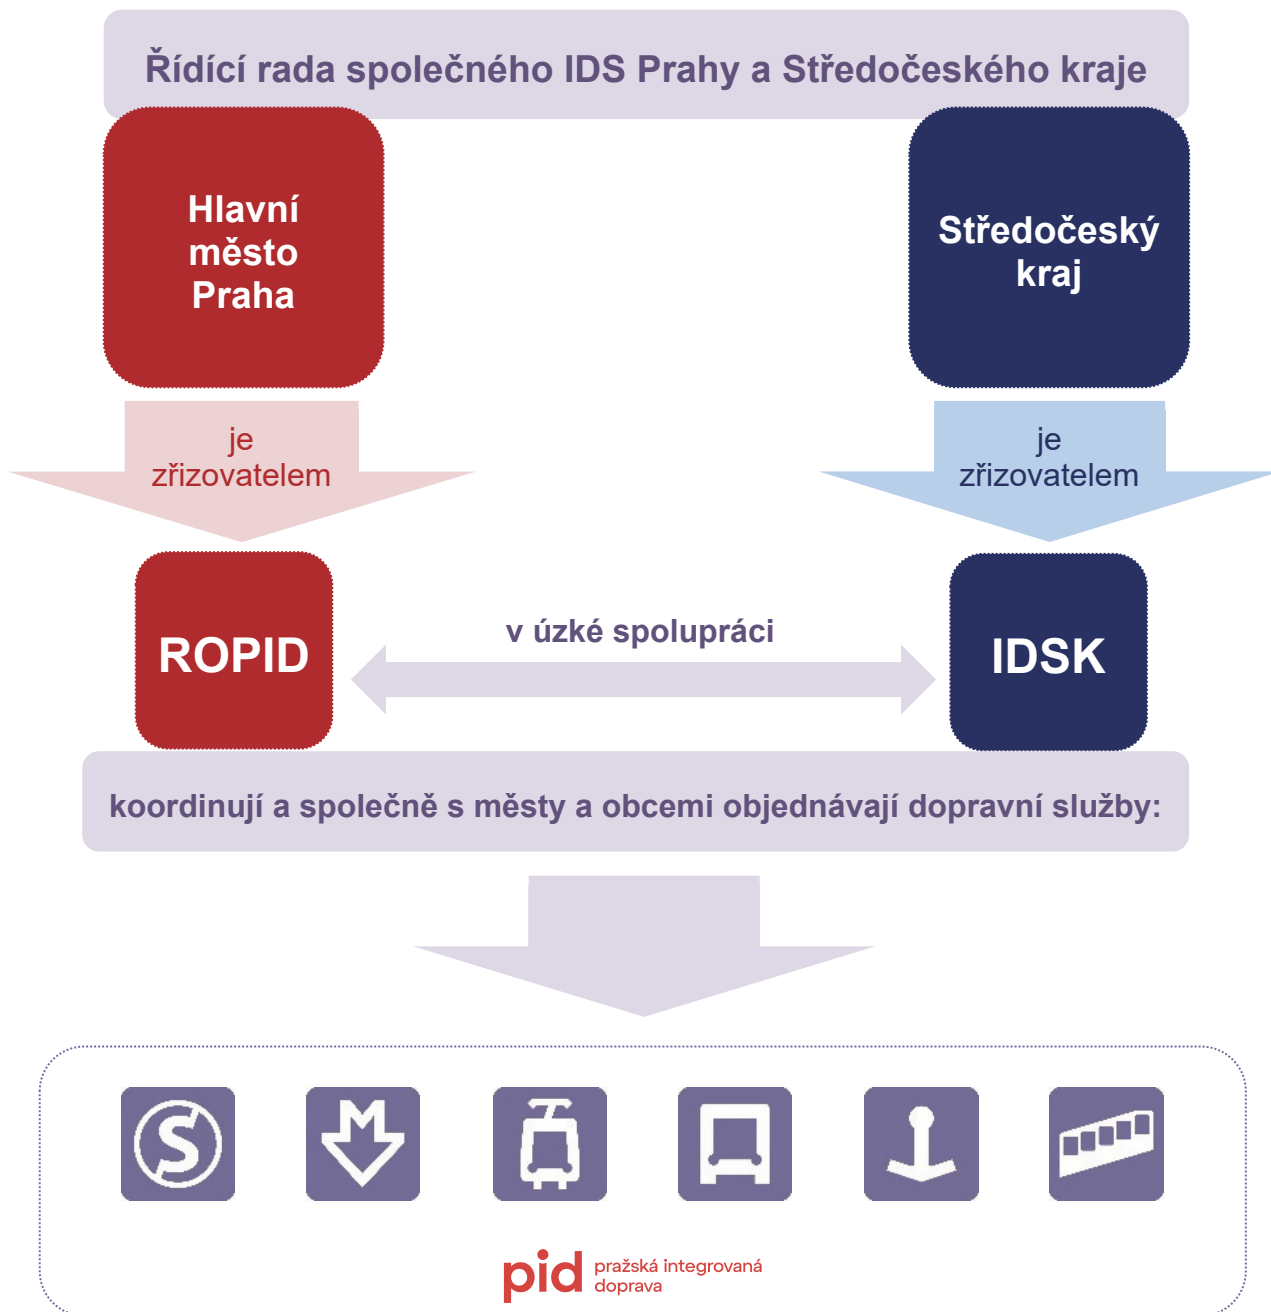 Řídící rada společného IDS Prahy a Středočeského kraje
Hlavní
město
Praha
Středočeský
kraj
je
zřizovatelem
je
zřizovatelem
ROPID
v úzké spolupráci
IDSK
koordinují a společně s městy a obcemi objednávají dopravní služby:
S
M
pid
pražská integrovaná
doprava